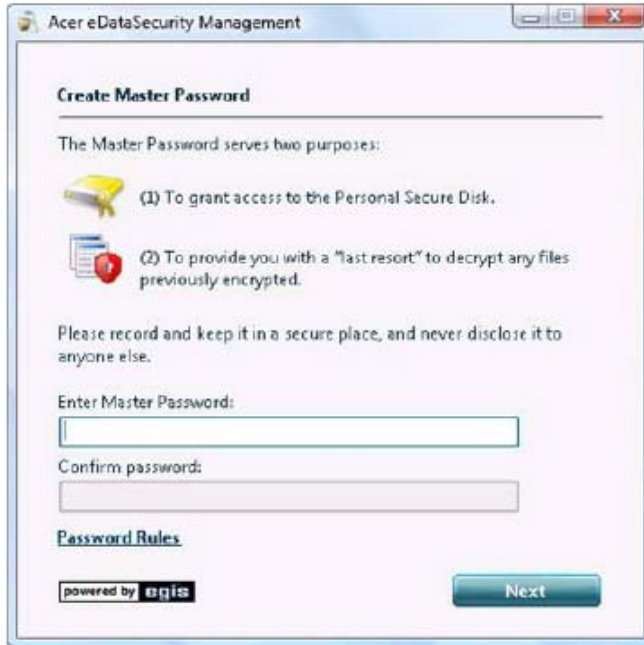 Acer eDataSecurity Management
Create Master Password
The Master Password serves two purposes:
(1) To grant access to the Personal Secure Disk.
(2) To provide you with a "last resort" to decrypt any files
previously encrypted.
Please record and keep it in a secure place, and never disclose it to
anyone else.
Enter Master Password:
Confirm password:
Password Rules
powered by egis
Next